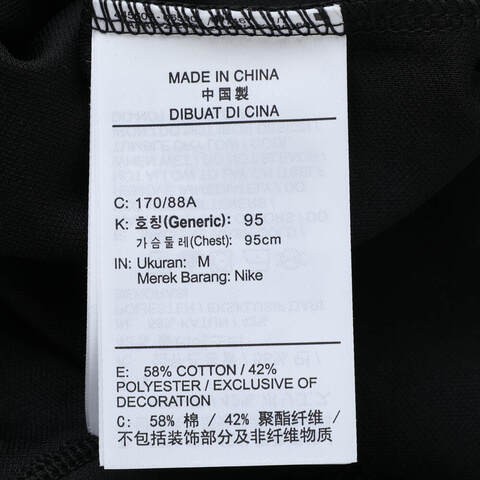 MADE IN CHINA
中国製
DIBUAT DI CINA
C: 170/88A
K: 호칭(Generic): 95
가슴둘레(Chest): 95cm
IN: Ukuran: M
Merek Barang: Nike
E: 58% COTTON / 42%
POLYESTER / EXCLUSIVE OF
DECORATION
C: 58% 棉 / 42% 聚酯纤维 /
不包括装饰部分及非纤维物质